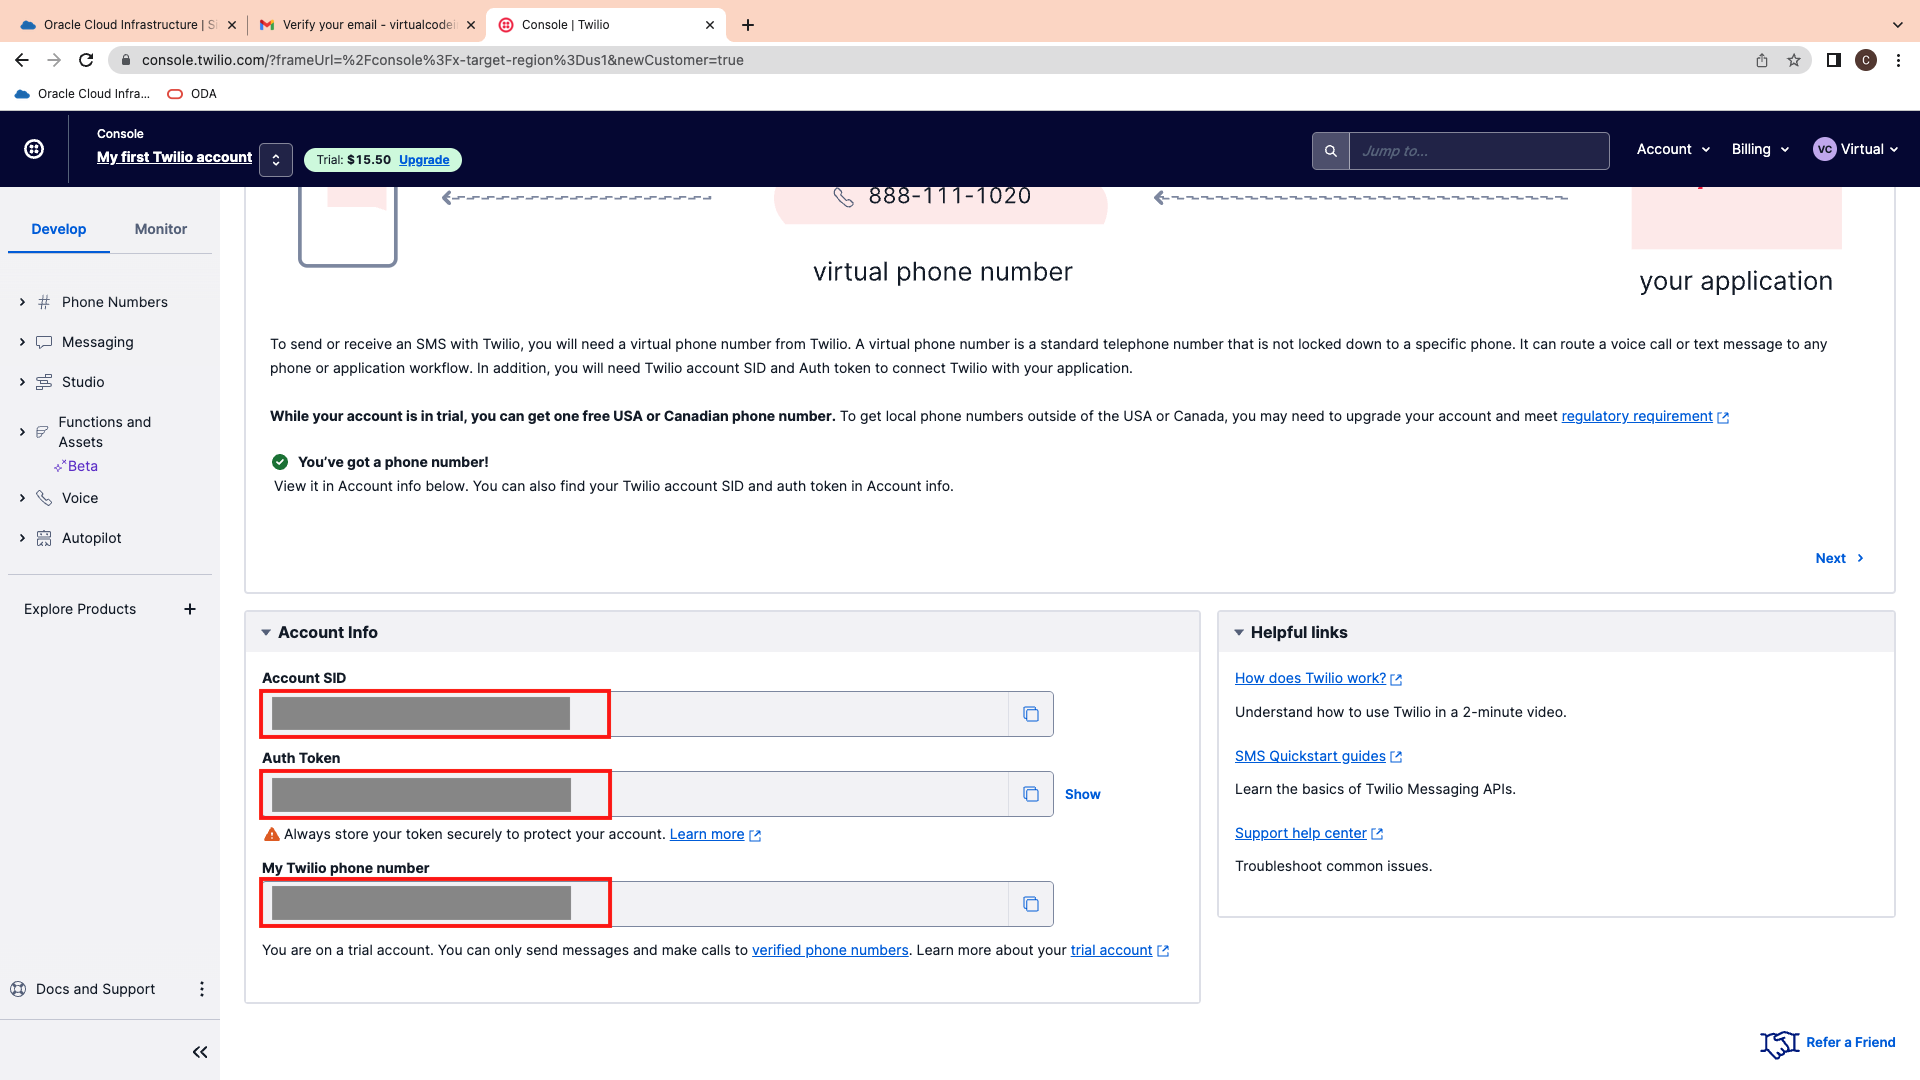 Oracle Cloud Infrastructure | Si
Verify your email - virtualcodei
Console | Twilio
console.twilio.com/?frameUrl=%2Fconsole%3Fx-target-region%3Dus1&newCustomer=true
C
Oracle Cloud Infra...
ODA
Console
My first Twilio account
Trial: $15.50 Upgrade
Jump to...
Account
Billing
VC
Virtual
Develop
Monitor
Phone Numbers
Messaging
Studio
Functions and
Assets
Beta
Voice
Autopilot
Explore Products
Docs and Support
888-111-1020
virtual phone number
your application
To send or receive an SMS with Twilio, you will need a virtual phone number from Twilio. A virtual phone number is a standard telephone number that is not locked down to a specific phone. It can route a voice call or text message to any
phone or application workflow. In addition, you will need Twilio account SID and Auth token to connect Twilio with your application.
While your account is in trial, you can get one free USA or Canadian phone number. To get local phone numbers outside of the USA or Canada, you may need to upgrade your account and meet regulatory requirement
You've got a phone number!
View it in Account info below. You can also find your Twilio account SID and auth token in Account info.
Next
Account Info
Account SID
Auth Token
Show
Always store your token securely to protect your account. Learn more
My Twilio phone number
You are on a trial account. You can only send messages and make calls to verified phone numbers. Learn more about your trial account
Helpful links
How does Twilio work?
Understand how to use Twilio in a 2-minute video.
SMS Quickstart guides
Learn the basics of Twilio Messaging APIs.
Support help center
Troubleshoot common issues.
Refer a Friend